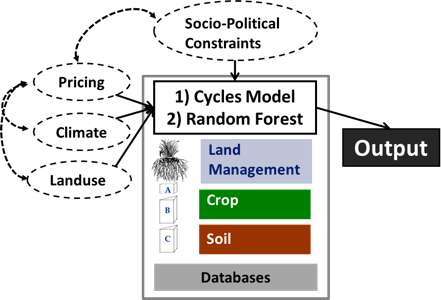 Socio-Political
Constraints
Pricing
Climate
Landuse
1) Cycles Model
2) Random Forest
Output
Land
Management
A
Crop
B
Soil
C
Databases